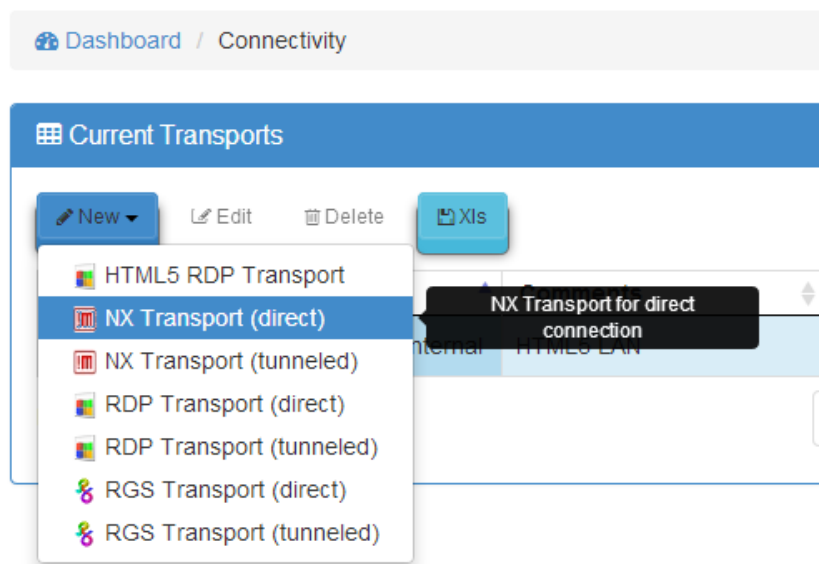 Dashboard / Connectivity
Current Transports
New Edit Delete Xls
Comments
HTML5 RDP Transport
NX Transport (direct)
NX Transport for direct
connection
NX Transport (tunneled)
HTML5 LAN
RDP Transport (direct)
RDP Transport (tunneled)
RGS Transport (direct)
RGS Transport (tunneled)